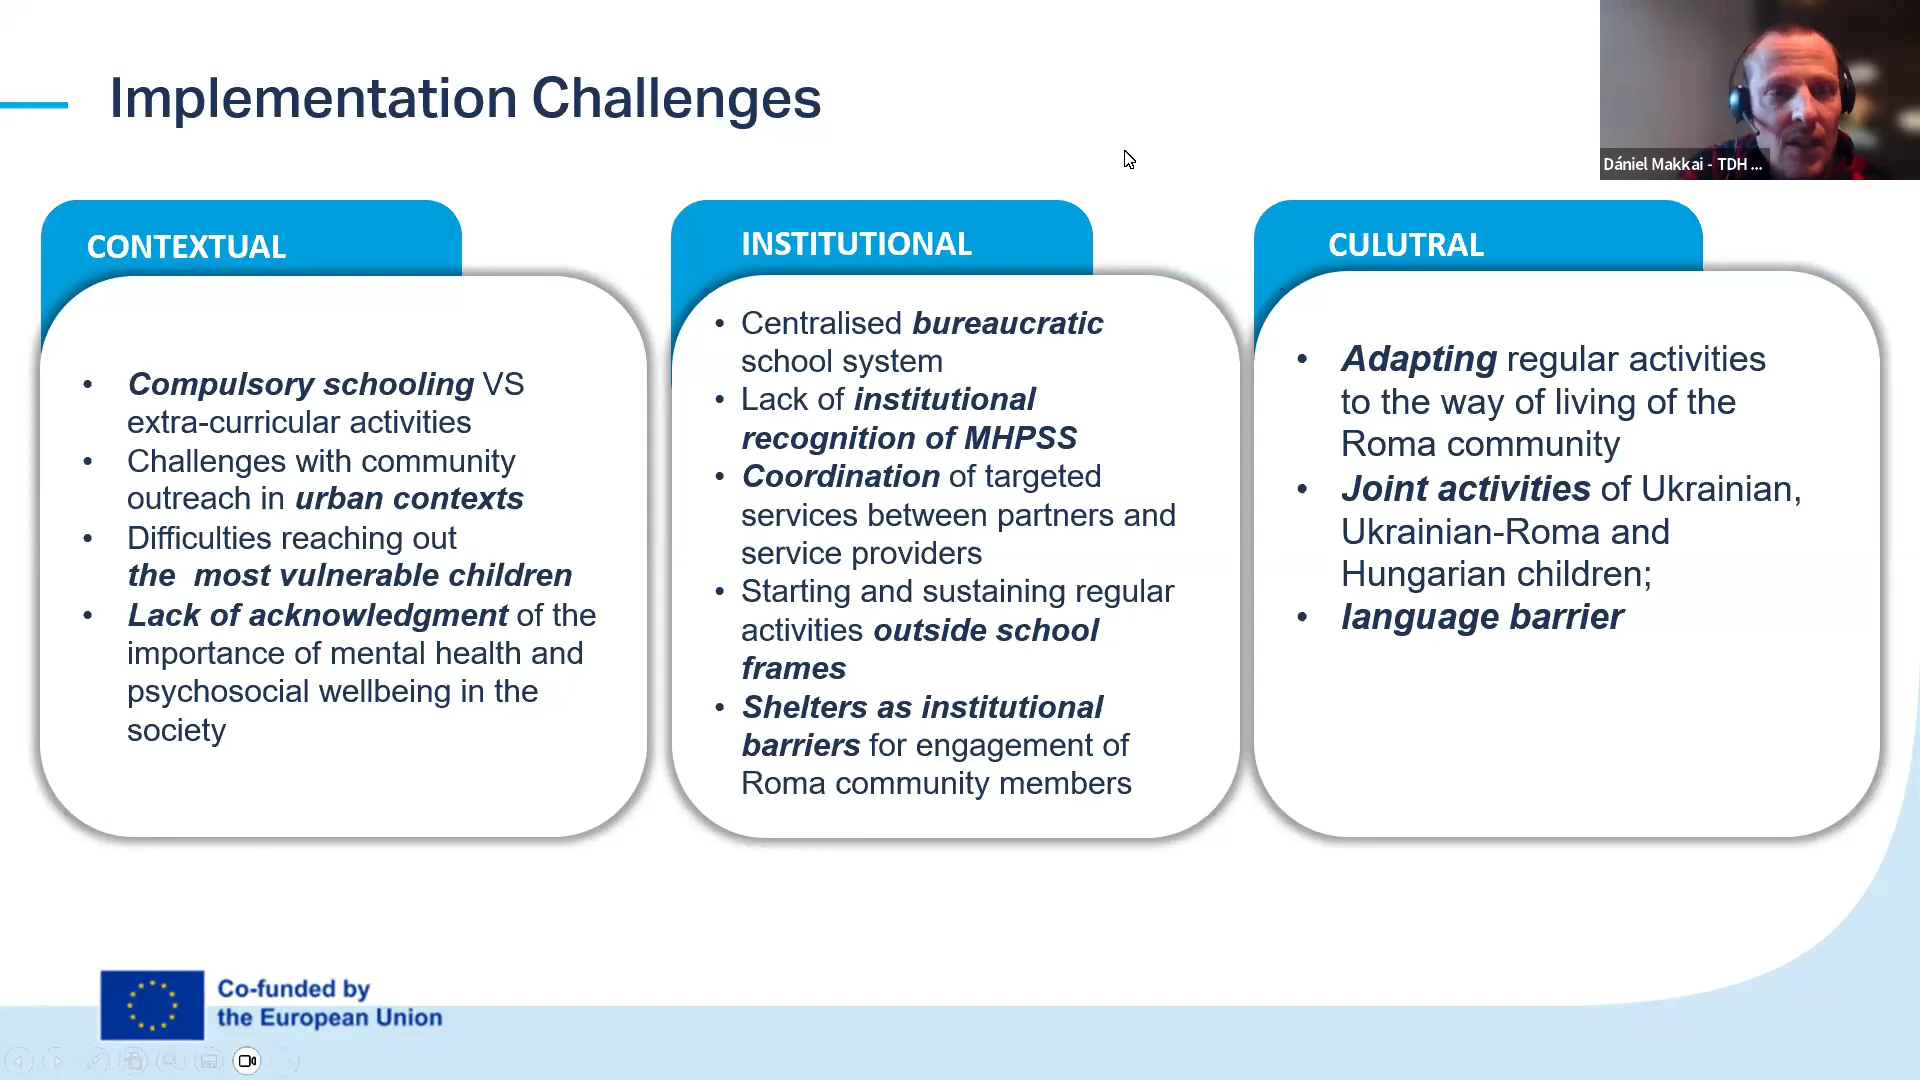 Implementation Challenges
Dániel Makkai - TDH ...
CONTEXTUAL
• Compulsory schooling VS
extra-curricular activities
• Challenges with community
outreach in urban contexts
• Difficulties reaching out
the most vulnerable children
• Lack of acknowledgment of the
importance of mental health and
psychosocial wellbeing in the
society
INSTITUTIONAL
• Centralised bureaucratic
school system
• Lack of institutional
recognition of MHPSS
• Coordination of targeted
services between partners and
service providers
• Starting and sustaining regular
activities outside school
frames
• Shelters as institutional
barriers for engagement of
Roma community members
CULUTRAL
• Adapting regular activities
to the way of living of the
Roma community
• Joint activities of Ukrainian,
Ukrainian-Roma and
Hungarian children;
• language barrier
Co-funded by
the European Union